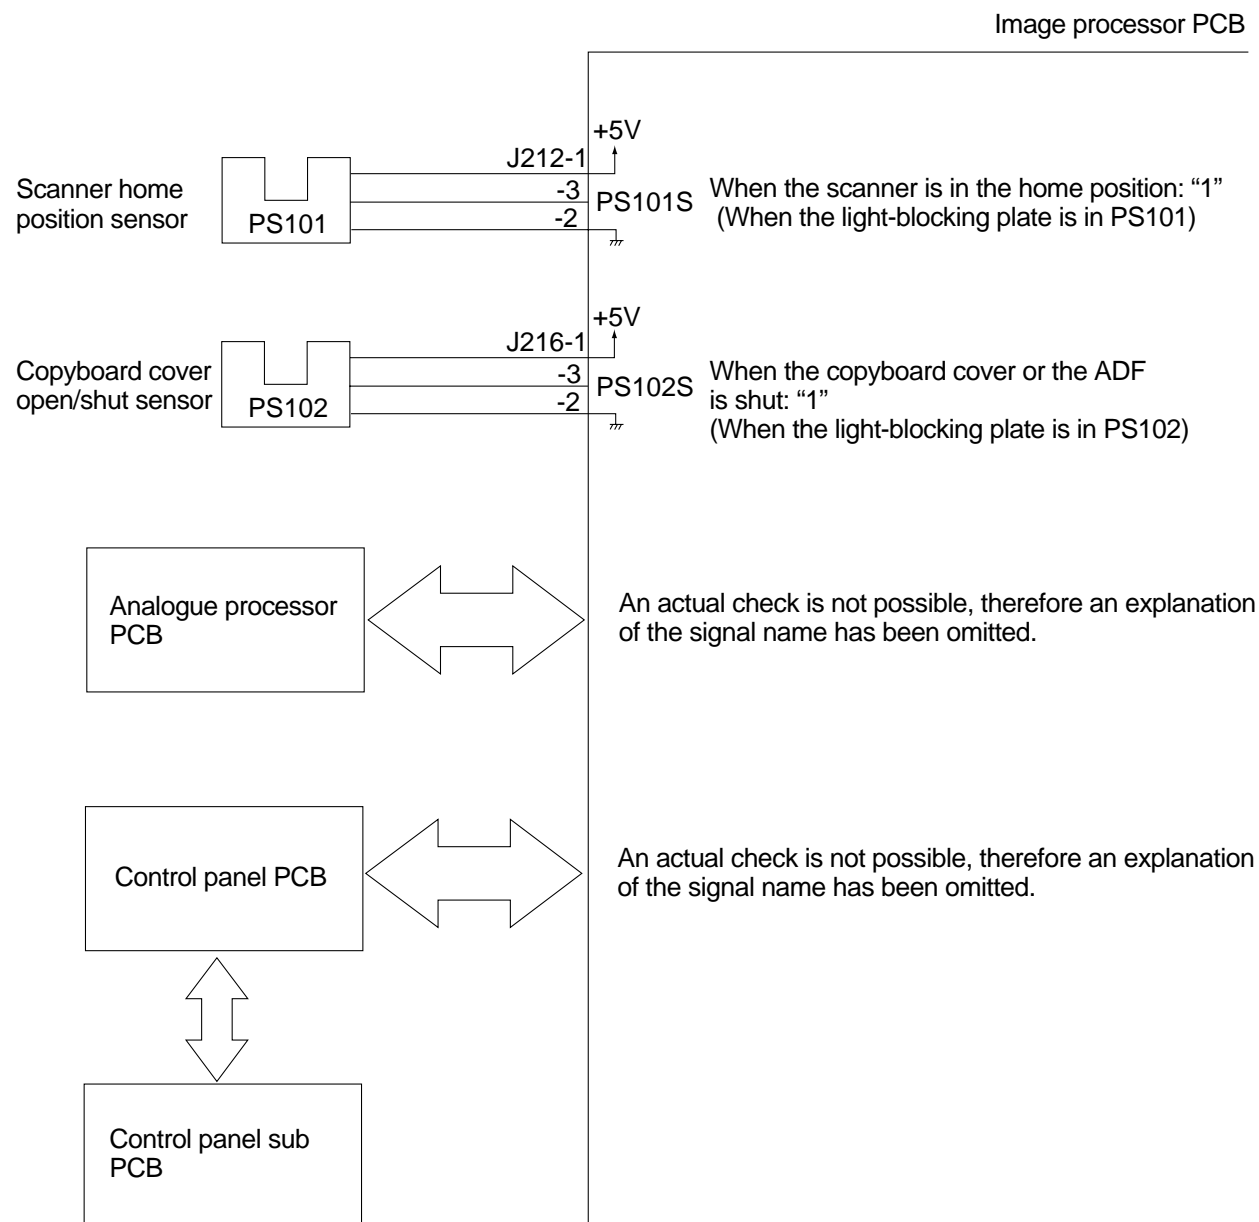 Image processor PCB
+5V
J212-1
Scanner home
position sensor
PS101
-3
-2
PS101S
When the scanner is in the home position: “1”
(When the light-blocking plate is in PS101)
+5V
J216-1
Copyboard cover
open/shut sensor
PS102
-3
-2
PS102S
When the copyboard cover or the ADF
is shut: “1”
(When the light-blocking plate is in PS102)
Analogue processor
PCB
An actual check is not possible, therefore an explanation
of the signal name has been omitted.
Control panel PCB
An actual check is not possible, therefore an explanation
of the signal name has been omitted.
Control panel sub
PCB